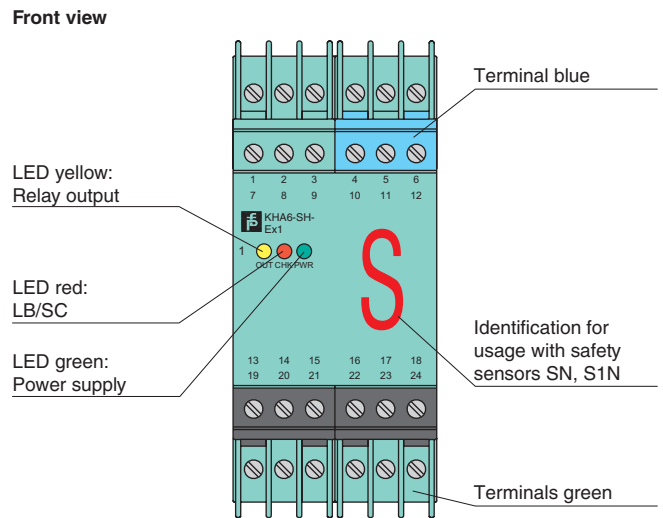 Front view
Terminal blue
LED yellow:
Relay output
1 2 3 4 5 6
7 8 9 10 11 12
KHA6-SH-
Ex1
1
OUT CHK PWR
S
LED red:
LB/SC
Identification for
usage with safety
sensors SN, S1N
LED green:
Power supply
13 14 15 16 17 18
19 20 21 22 23 24
Terminals green